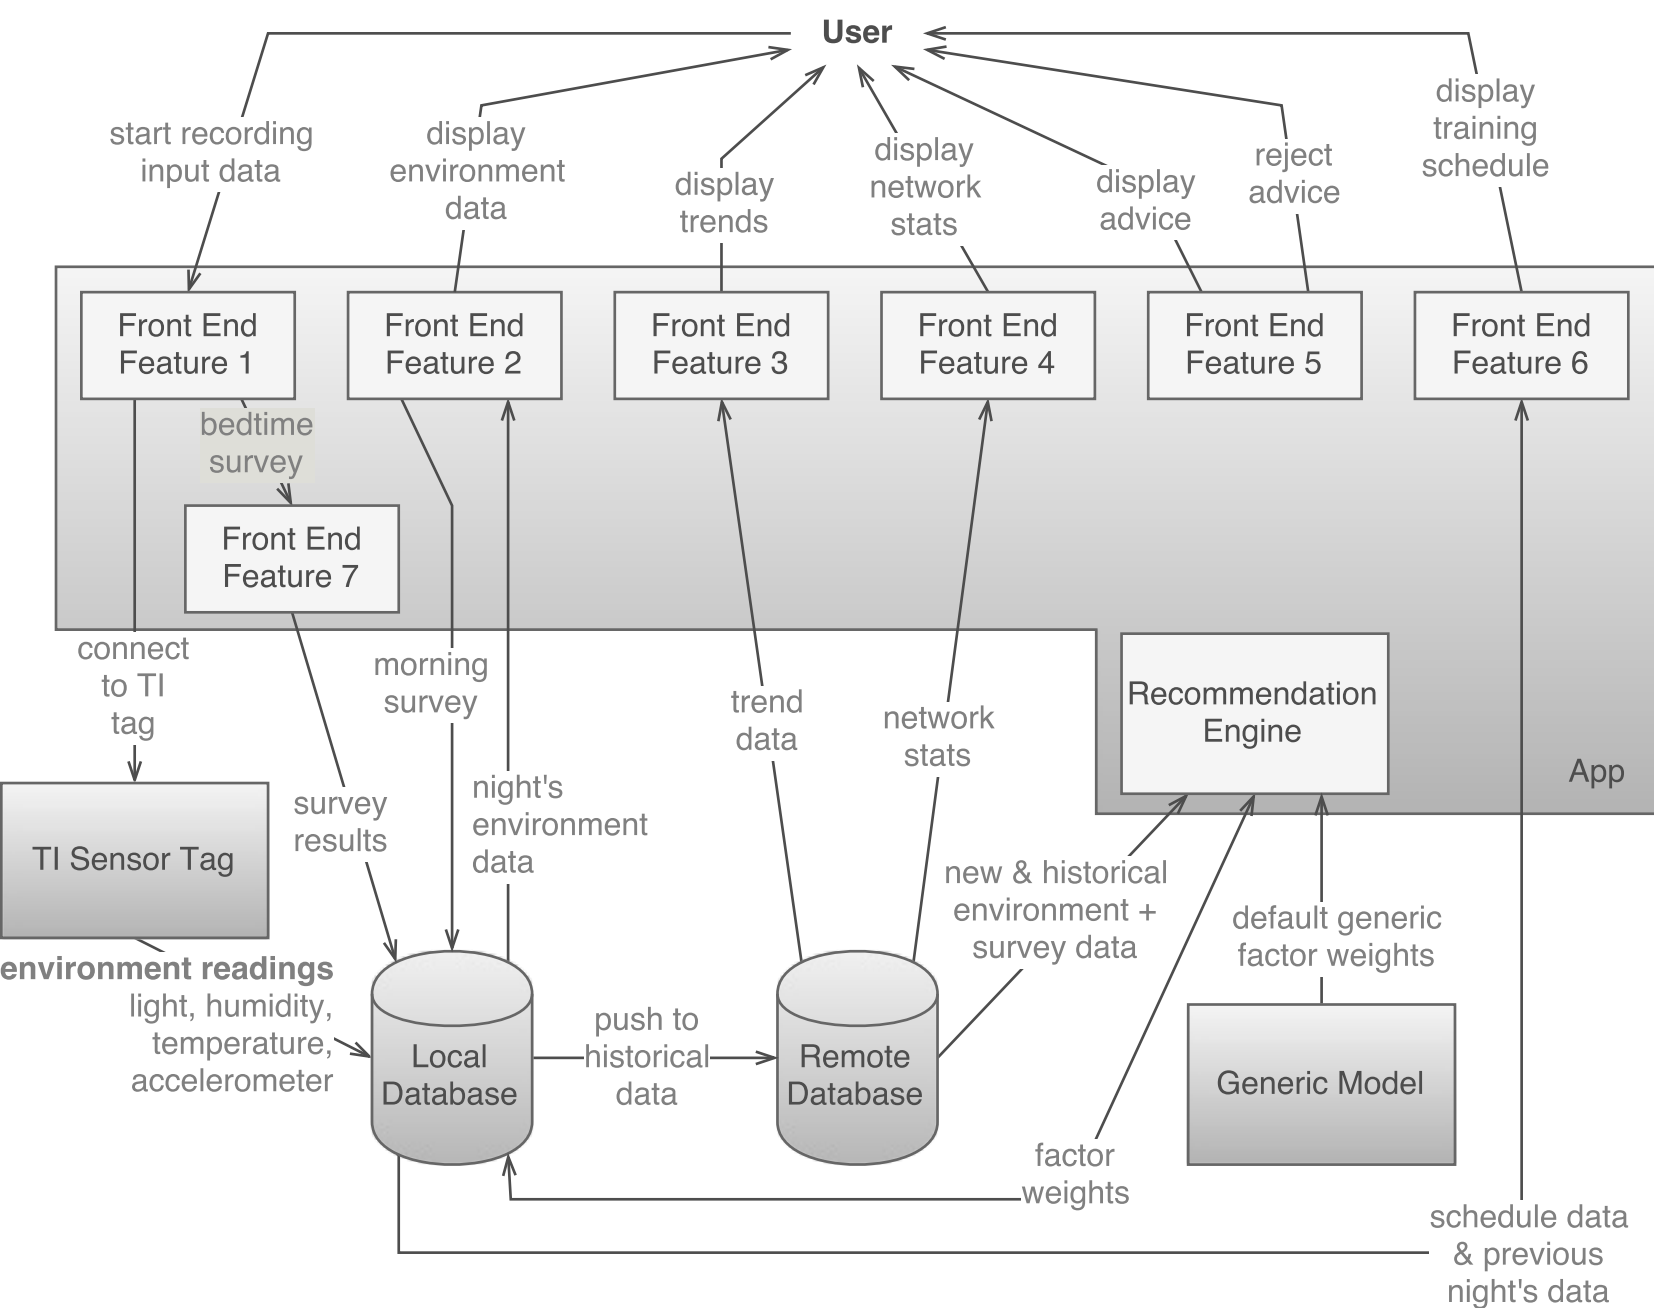 User
start recording
input data
display
environment
data
display
trends
display
network
stats
display
advice
reject
advice
display
training
schedule
Front End
Feature 1
Front End
Feature 2
Front End
Feature 3
Front End
Feature 4
Front End
Feature 5
Front End
Feature 6
bedtime
survey
Front End
Feature 7
connect
to TI
tag
morning
survey
trend
data
network
stats
Recommendation
Engine
App
TI Sensor Tag
survey
results
night's
environment
data
new & historical
environment +
survey data
default generic
factor weights
environment readings
light, humidity,
temperature,
accelerometer
Local
Database
push to
historical
data
Remote
Database
Generic Model
factor
weights
schedule data
& previous
night's data